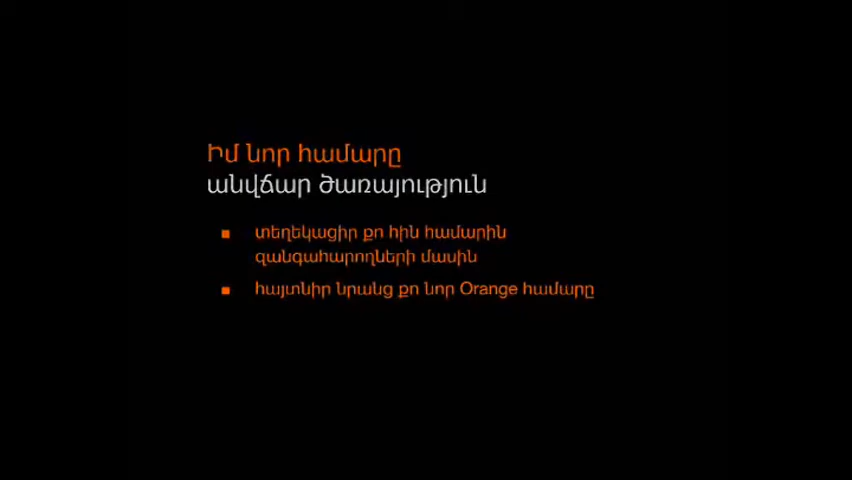 Իմ նոր համարը
անվճար ծառայություն
տեղեկացիր քո հին համարին
զանգահարողների մասին
հայտնիր նրանց քո նոր Orange համարը